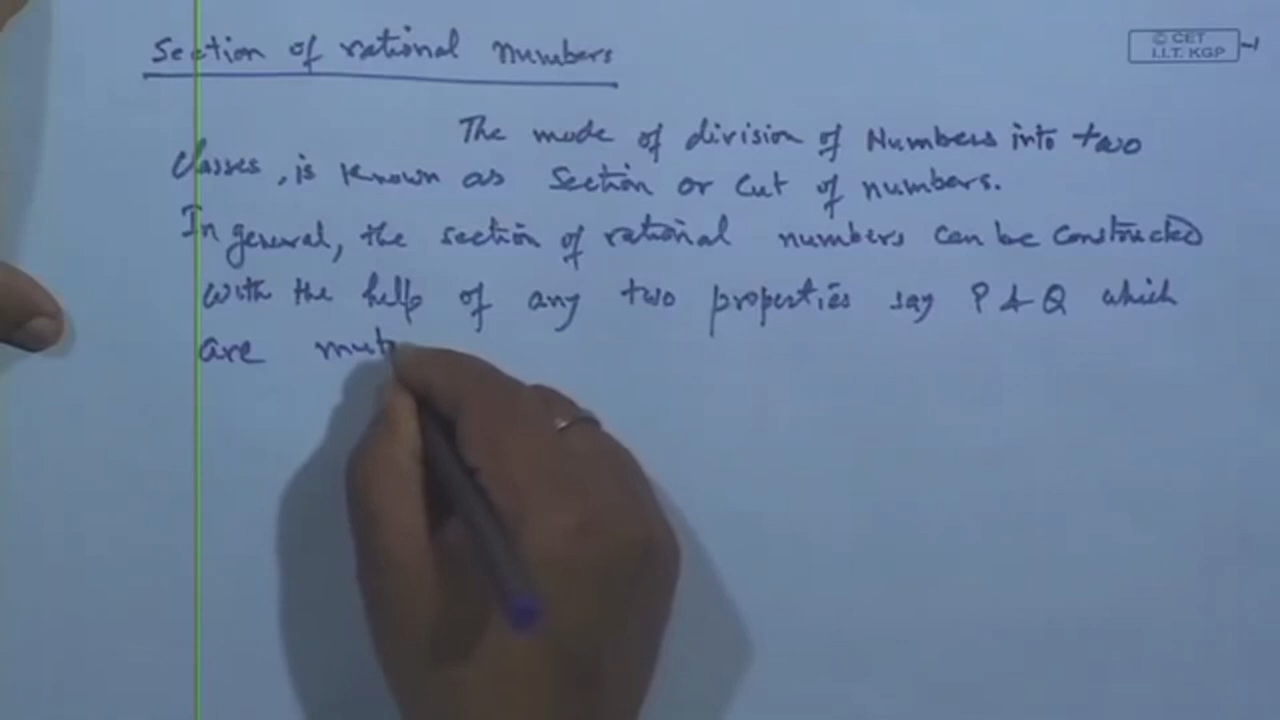 Section of rational numbers
© CET
I.I.T. KGP
The mode of division of Numbers into two
classes, is known as Section or Cut of numbers.
In general, the section of rational numbers can be constructed
with the help of any two properties say P & Q which
are mut